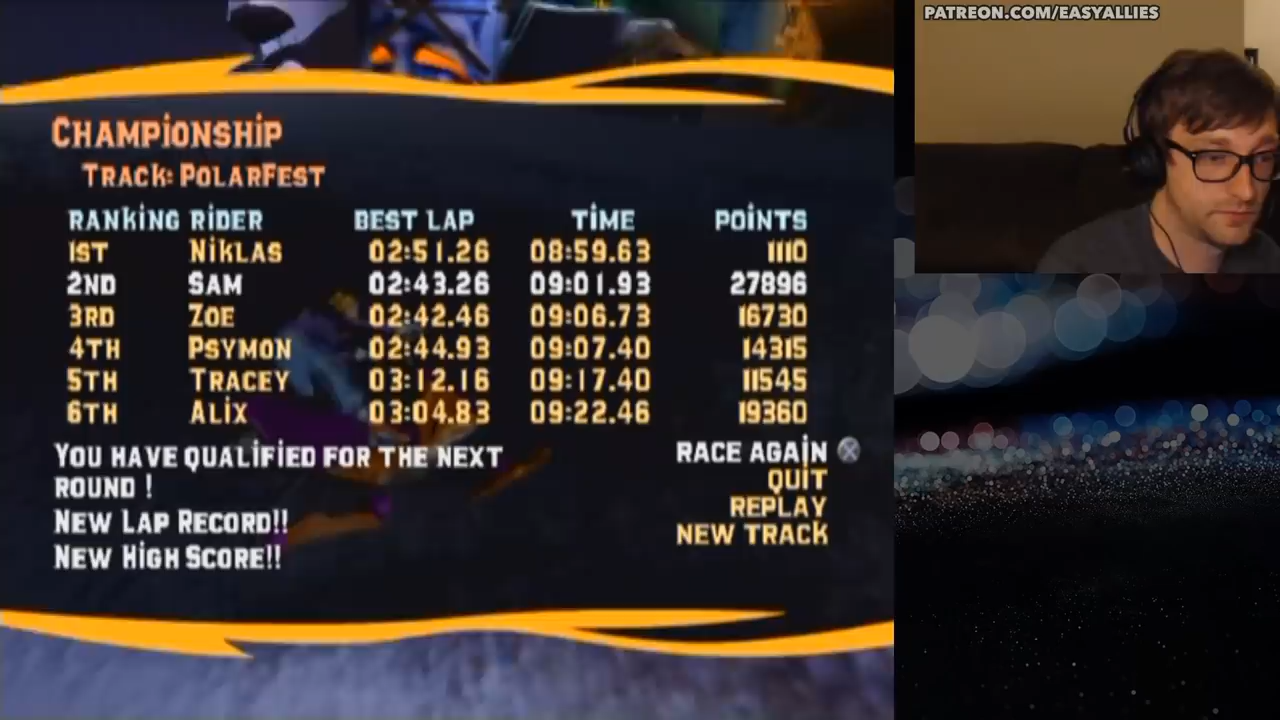 PATREON.COM/EASYALLIES
CHAMPIONSHIP
TRACK: POLARFEST
RANKING RIDER BEST LAP TIME POINTS
1ST NIKLAS 02:51.26 08:59.63 1110
2ND SAM 02:43.26 09:01.93 27896
3RD ZOE 02:42.46 09:06.73 16730
4TH PSYMON 02:44.93 09:07.40 14315
5TH TRACEY 03:12.16 09:17.40 11545
6TH ALIX 03:04.83 09:22.46 19360
YOU HAVE QUALIFIED FOR THE NEXT
ROUND !
NEW LAP RECORD!!
NEW HIGH SCORE!!
RACE AGAIN
QUIT
REPLAY
NEW TRACK